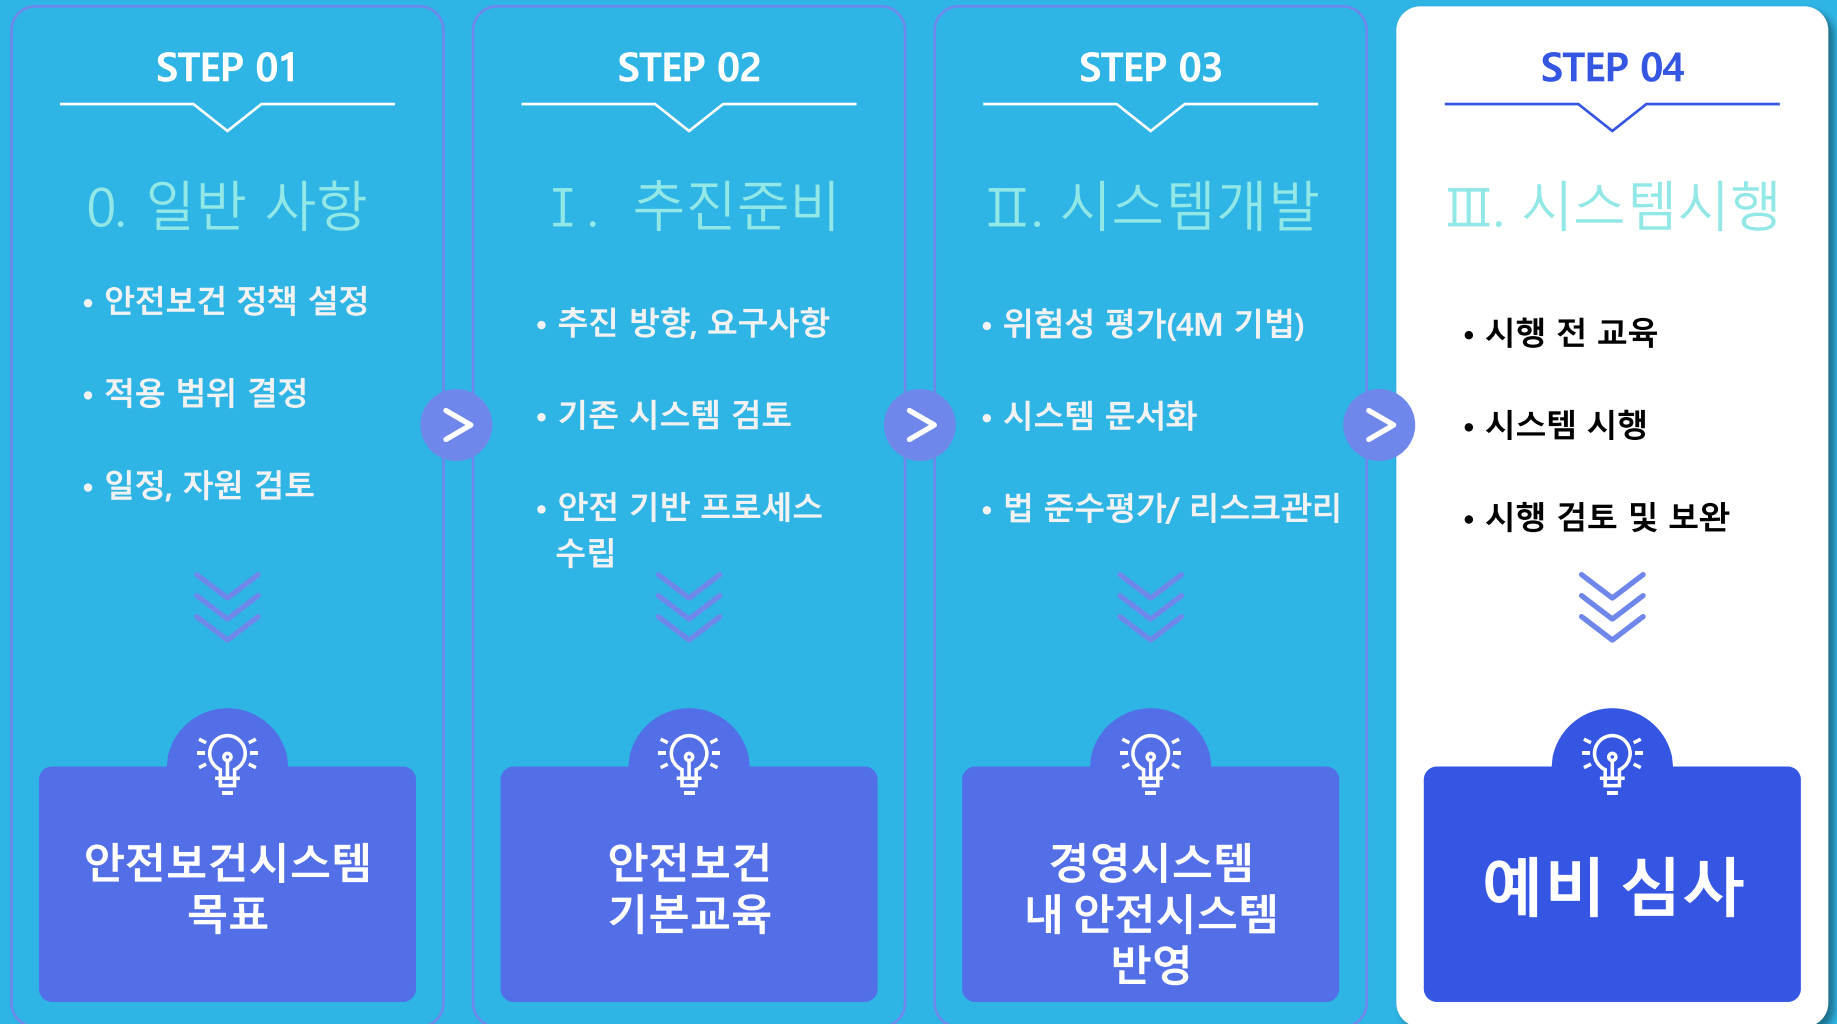 STEP 01
0. 일반 사항
• 안전보건 정책 설정
• 적용 범위 결정
• 일정, 자원 검토
안전보건시스템
목표
STEP 02
Ⅰ. 추진준비
• 추진 방향, 요구사항
• 기존 시스템 검토
• 안전 기반 프로세스
수립
안전보건
기본교육
STEP 03
Ⅱ. 시스템개발
• 위험성 평가(4M 기법)
• 시스템 문서화
• 법 준수평가/ 리스크관리
경영시스템
내 안전시스템
반영
STEP 04
Ⅲ. 시스템시행
• 시행 전 교육
• 시스템 시행
• 시행 검토 및 보완
예비 심사